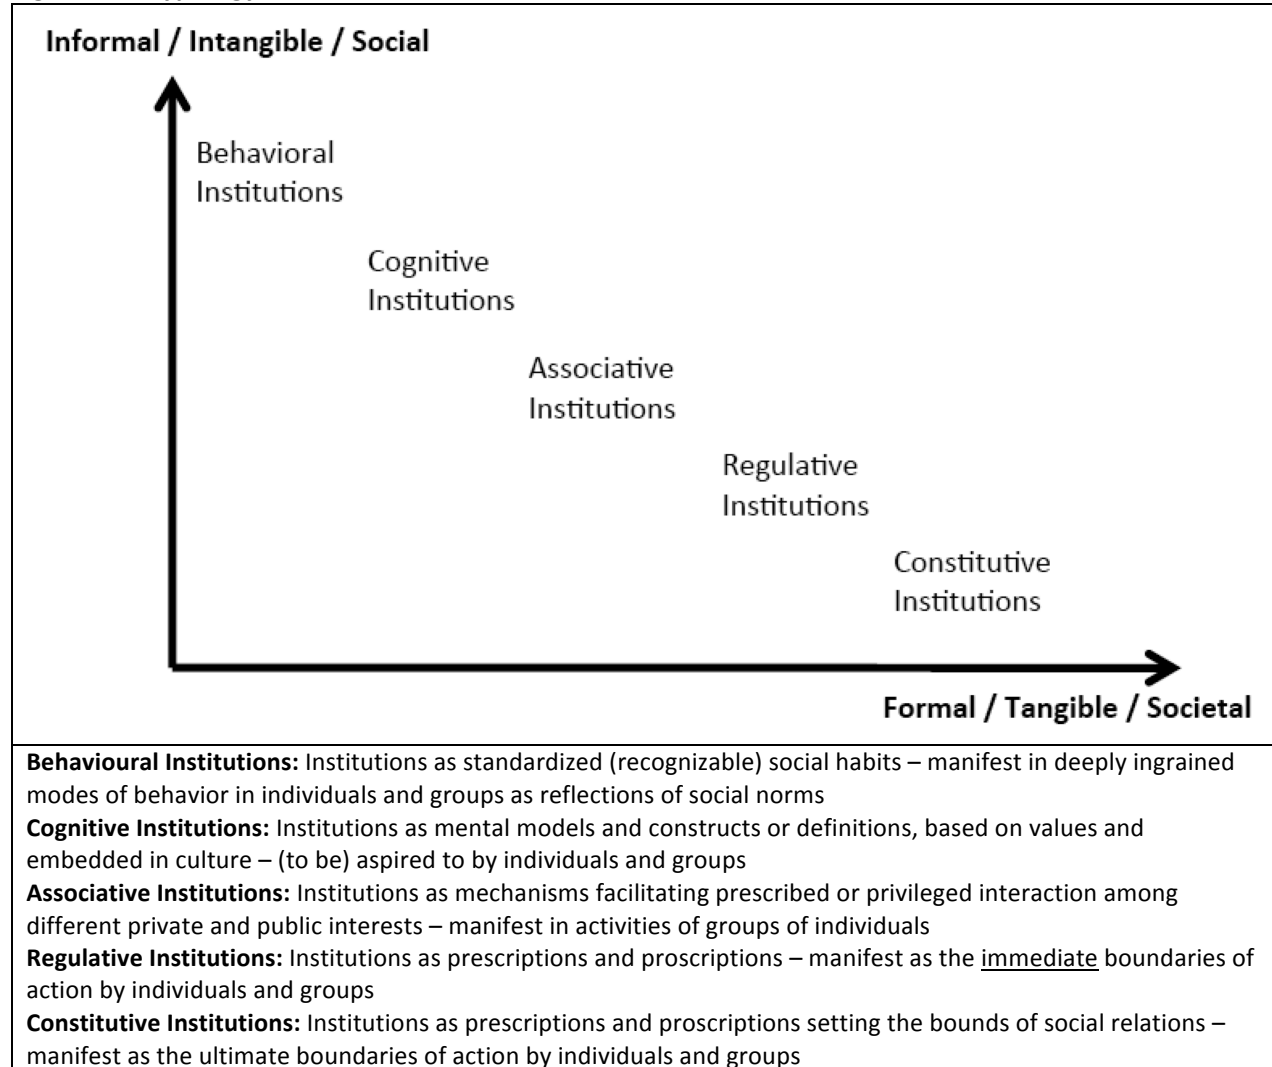 Informal / Intangible / Social
Behavioral
Institutions
Cognitive
Institutions
Associative
Institutions
Regulative
Institutions
Constitutive
Institutions
Formal / Tangible / Societal
Behavioural Institutions: Institutions as standardized (recognizable) social habits – manifest in deeply ingrained
modes of behavior in individuals and groups as reflections of social norms
Cognitive Institutions: Institutions as mental models and constructs or definitions, based on values and
embedded in culture – (to be) aspired to by individuals and groups
Associative Institutions: Institutions as mechanisms facilitating prescribed or privileged interaction among
different private and public interests – manifest in activities of groups of individuals
Regulative Institutions: Institutions as prescriptions and proscriptions – manifest as the immediate boundaries of
action by individuals and groups
Constitutive Institutions: Institutions as prescriptions and proscriptions setting the bounds of social relations –
manifest as the ultimate boundaries of action by individuals and groups